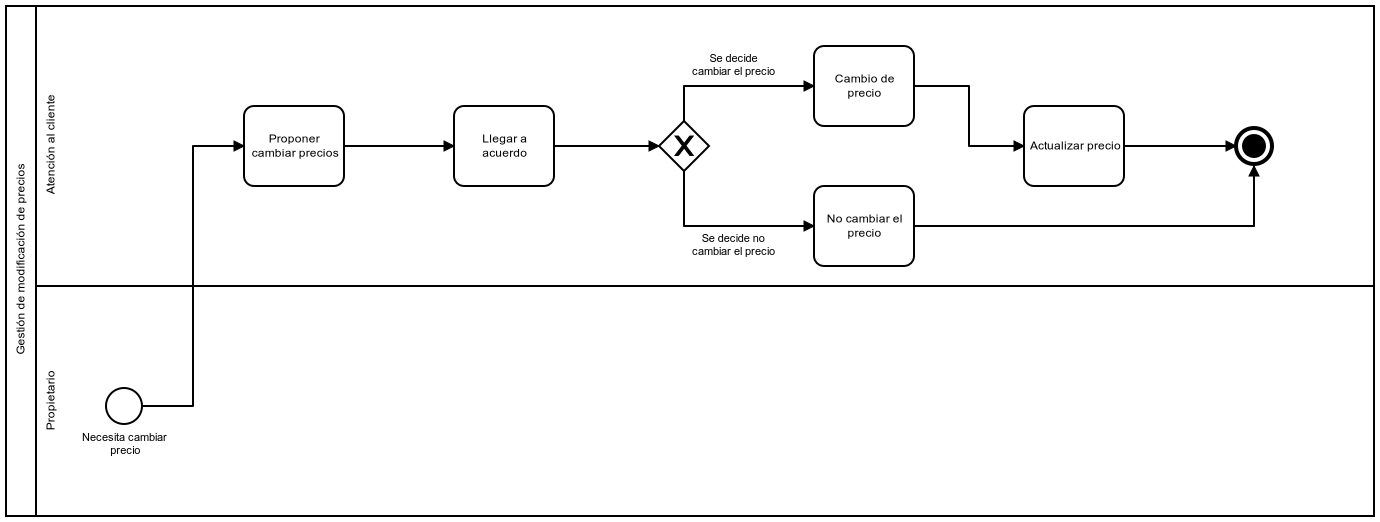 Gestión de modificación de precios
Atención al cliente
Proponer
cambiar precios
Llegar a
acuerdo
X
Se decide
cambiar el precio
Cambio de
precio
Actualizar precio
Se decide no
cambiar el precio
No cambiar el
precio
Propietario
Necesita cambiar
precio